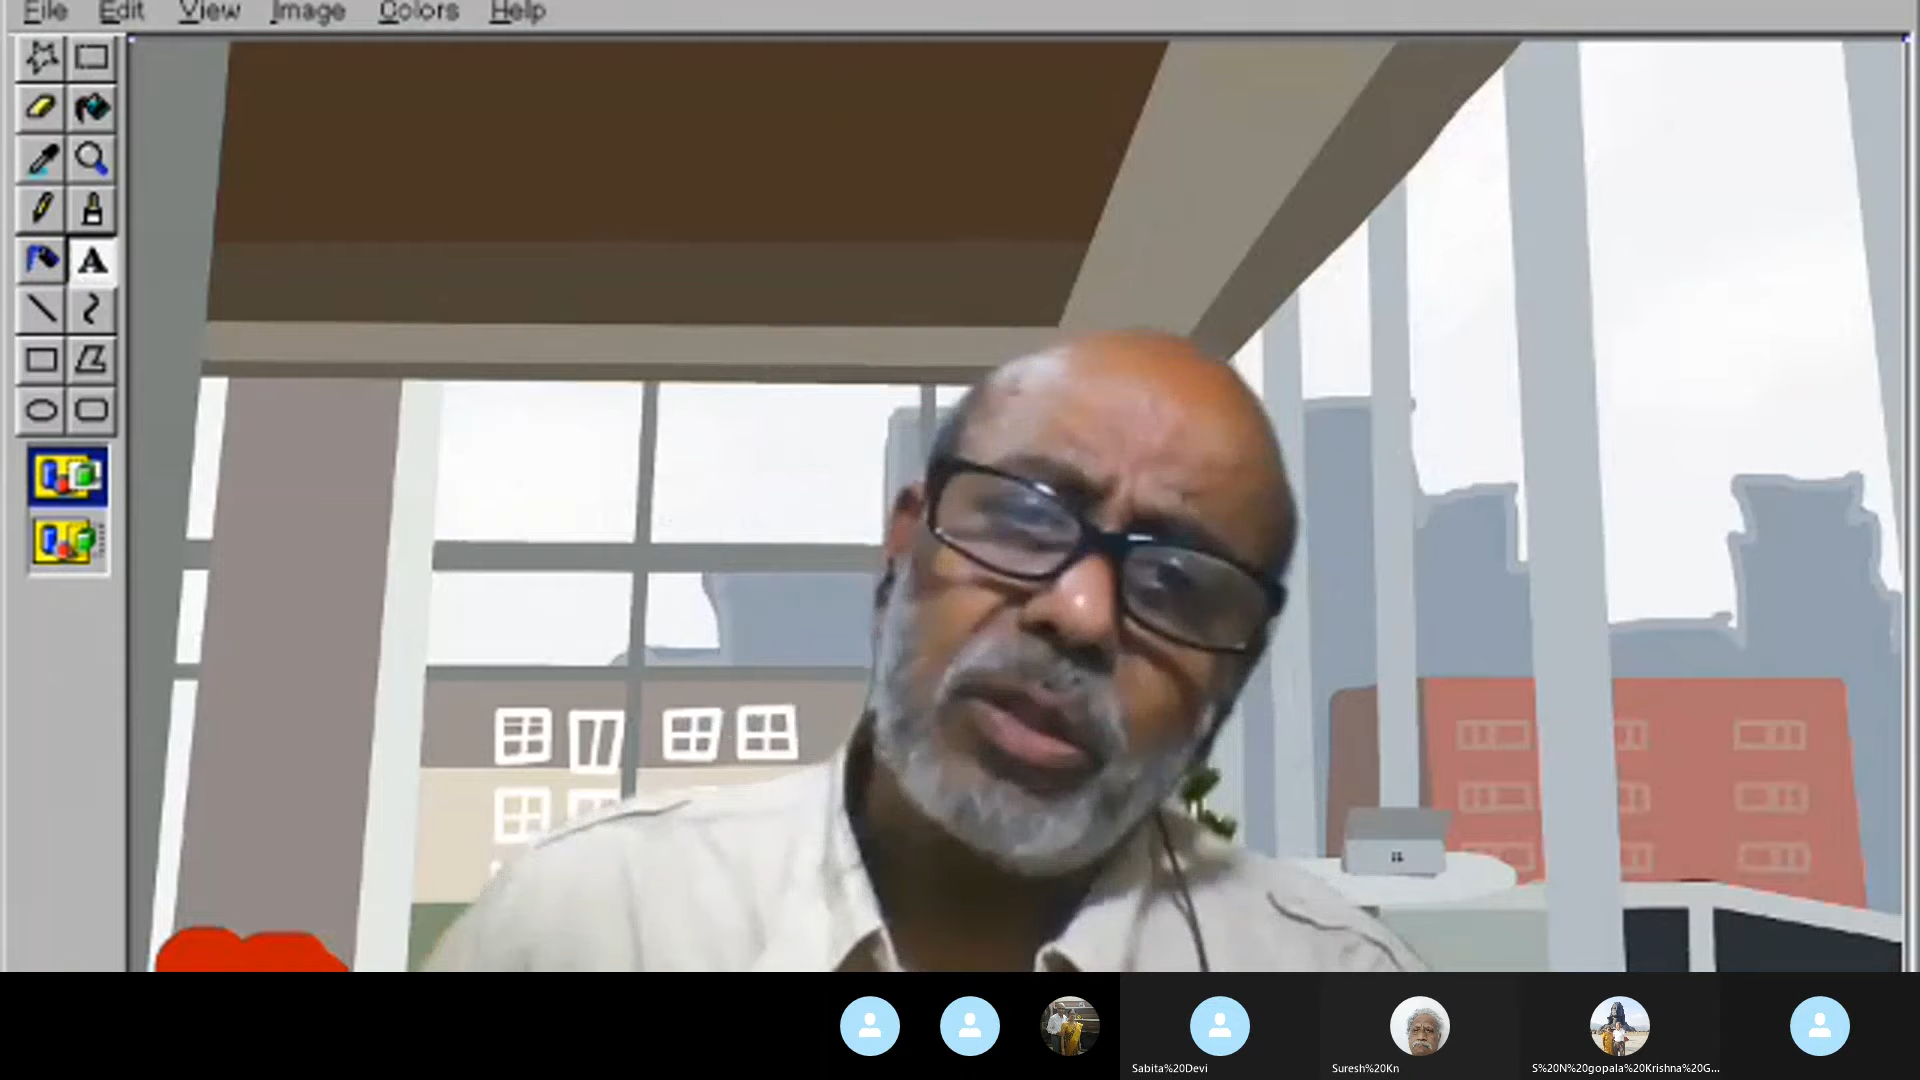 File Edit View Image Colors Help
A
Sabita%20Devi
Suresh%20Kn
S%20N%20gopala%20Krishna%20G...